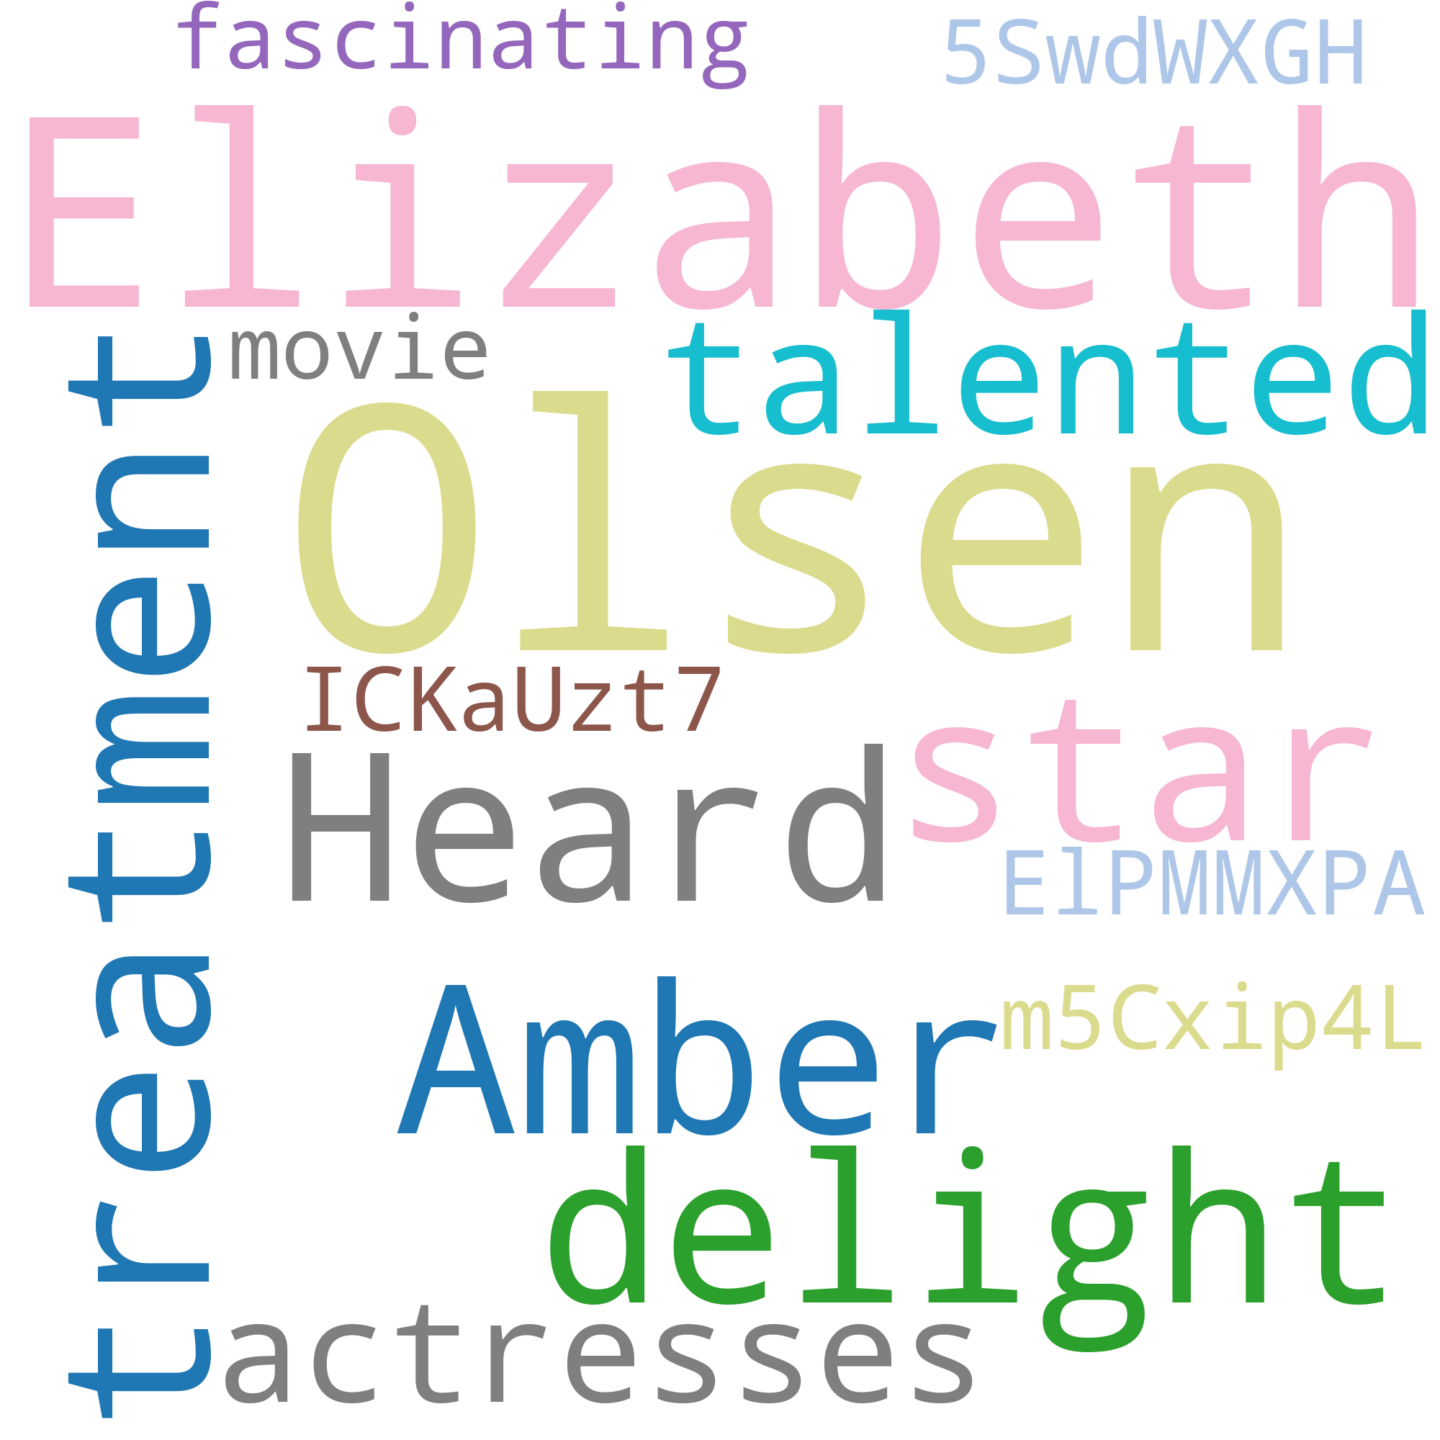 fascinating
5SwdWXGH
Elizabeth
movie
talented
treatment
Olsen
ICKaUzt7
star
Heard
ElPMMXPA
Amber
m5Cxip4L
delight
actresses